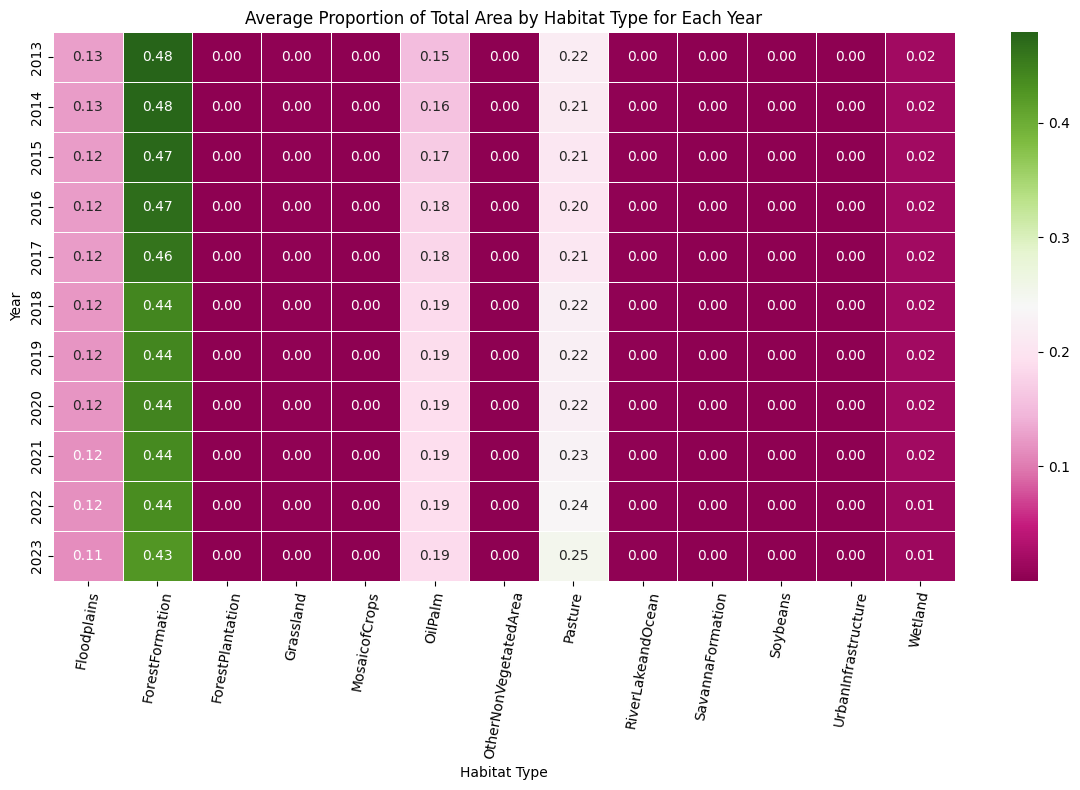 Average Proportion of Total Area by Habitat Type for Each Year
2013 0.13 0.48 0.00 0.00 0.00 0.15 0.00 0.22 0.00 0.00 0.00 0.00 0.02
2014 0.13 0.48 0.00 0.00 0.00 0.16 0.00 0.21 0.00 0.00 0.00 0.00 0.02
2015 0.12 0.47 0.00 0.00 0.00 0.17 0.00 0.21 0.00 0.00 0.00 0.00 0.02
2016 0.12 0.47 0.00 0.00 0.00 0.18 0.00 0.20 0.00 0.00 0.00 0.00 0.02
2017 0.12 0.46 0.00 0.00 0.00 0.18 0.00 0.21 0.00 0.00 0.00 0.00 0.02
2018 0.12 0.44 0.00 0.00 0.00 0.19 0.00 0.22 0.00 0.00 0.00 0.00 0.02
2019 0.12 0.44 0.00 0.00 0.00 0.19 0.00 0.22 0.00 0.00 0.00 0.00 0.02
2020 0.12 0.44 0.00 0.00 0.00 0.19 0.00 0.22 0.00 0.00 0.00 0.00 0.02
2021 0.12 0.44 0.00 0.00 0.00 0.19 0.00 0.23 0.00 0.00 0.00 0.00 0.02
2022 0.12 0.44 0.00 0.00 0.00 0.19 0.00 0.24 0.00 0.00 0.00 0.00 0.01
2023 0.11 0.43 0.00 0.00 0.00 0.19 0.00 0.25 0.00 0.00 0.00 0.00 0.01
Year
Floodplains
ForestFormation
ForestPlantation
Grassland
MosaicofCrops
OilPalm
OtherNonVegetatedArea
Pasture
RiverLakeandOcean
SavannaFormation
Soybeans
UrbanInfrastructure
Wetland
Habitat Type
0.4
0.3
0.2
0.1